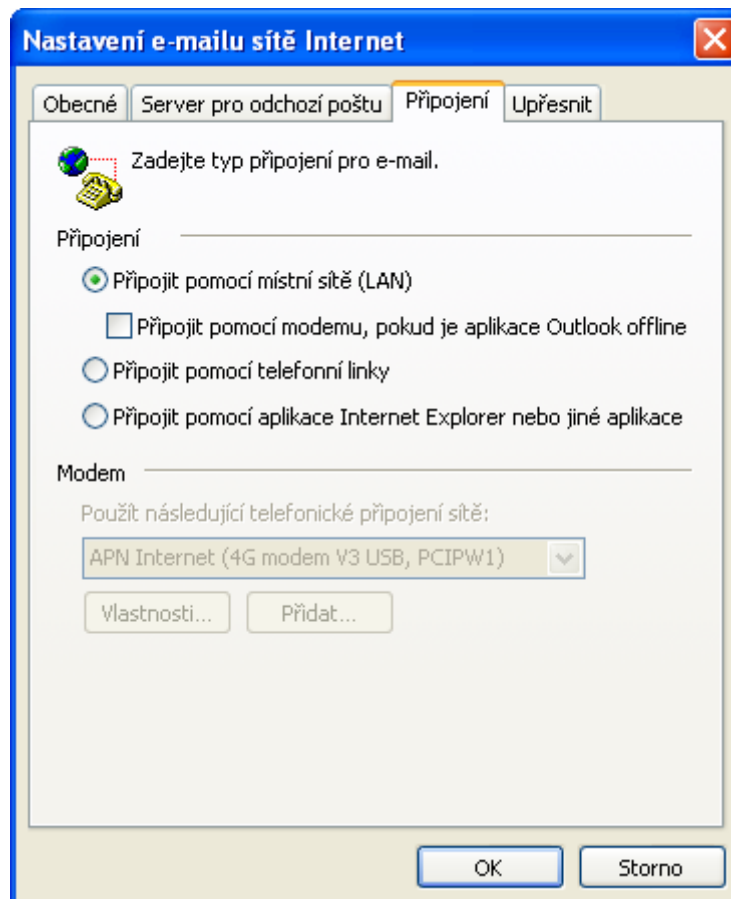 Nastavení e-mailu sítě Internet
Obecné Server pro odchozí poštu Připojení Upřesnit
Zadejte typ připojení pro e-mail.
Připojení
Připojit pomocí místní sítě (LAN)
Připojit pomocí modemu, pokud je aplikace Outlook offline
Připojit pomocí telefonní linky
Připojit pomocí aplikace Internet Explorer nebo jiné aplikace
Modem
Použít následující telefonické připojení sítě:
APN Internet (4G modem V3 USB, PCIPW1)
Vlastnosti... Přidat...
OK Storno